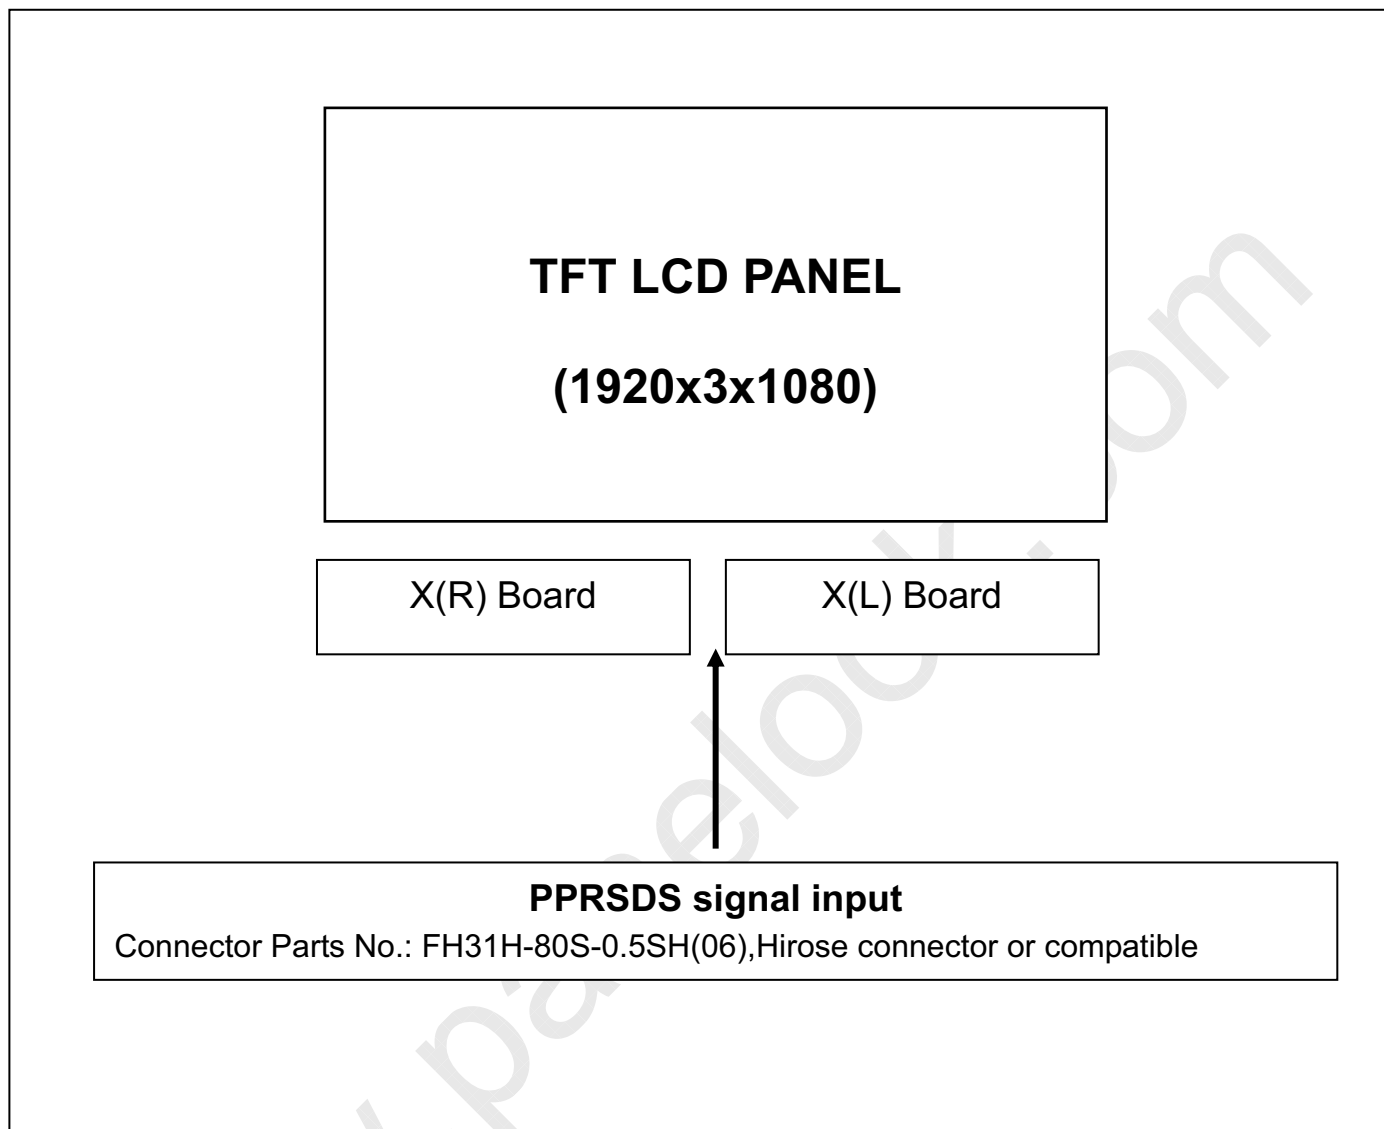 TFT LCD PANEL
(1920x3x1080)
X(R) Board
X(L) Board
PPRSDS signal input
Connector Parts No.: FH31H-80S-0.5SH(06),Hirose connector or compatible